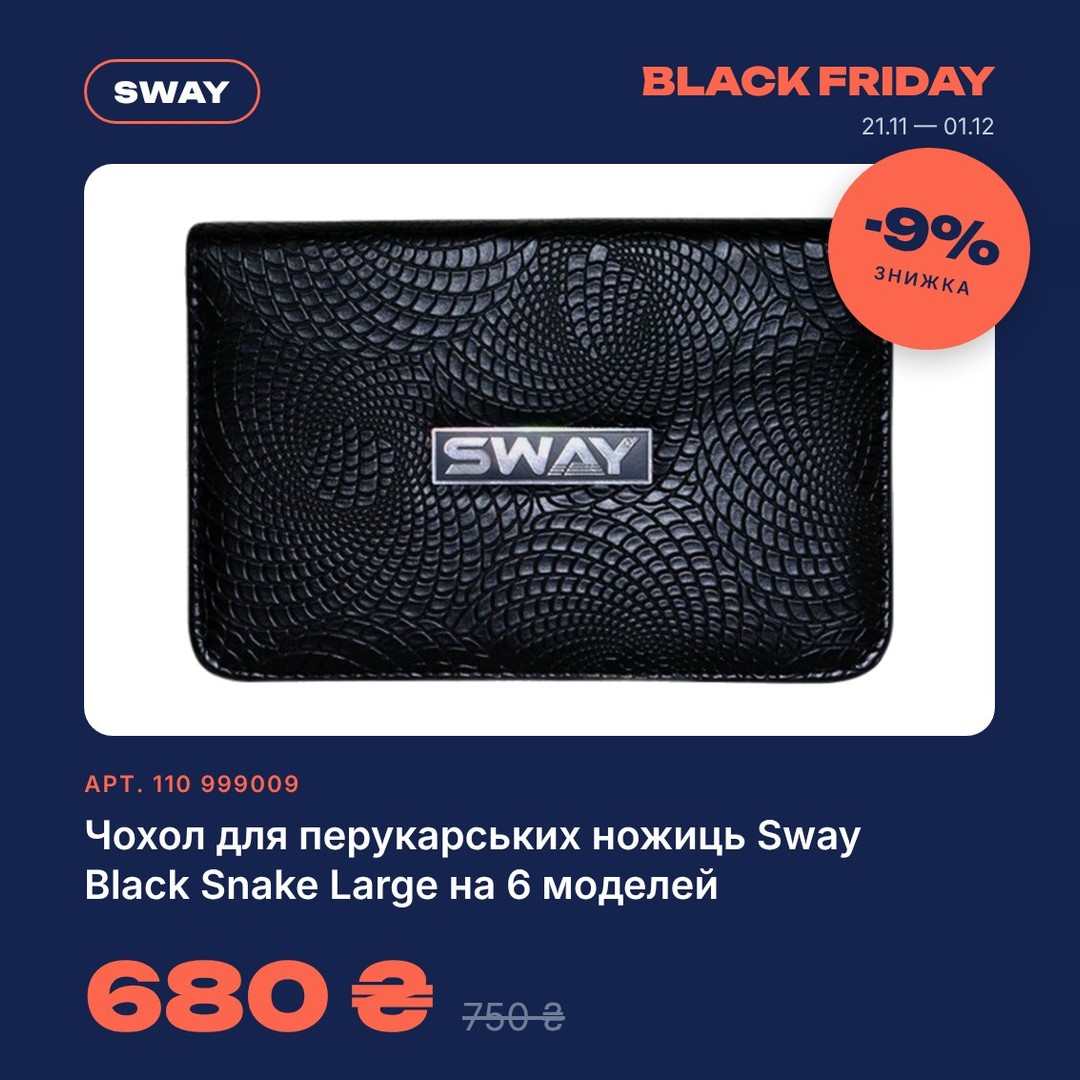 SWAY
BLACK FRIDAY
21.11 — 01.12
-9%
ЗНИЖКА
SWAY
АРТ. 110 999009
Чохол для перукарських ножиць Sway
Black Snake Large на 6 моделей
680 ₴
750 ₴